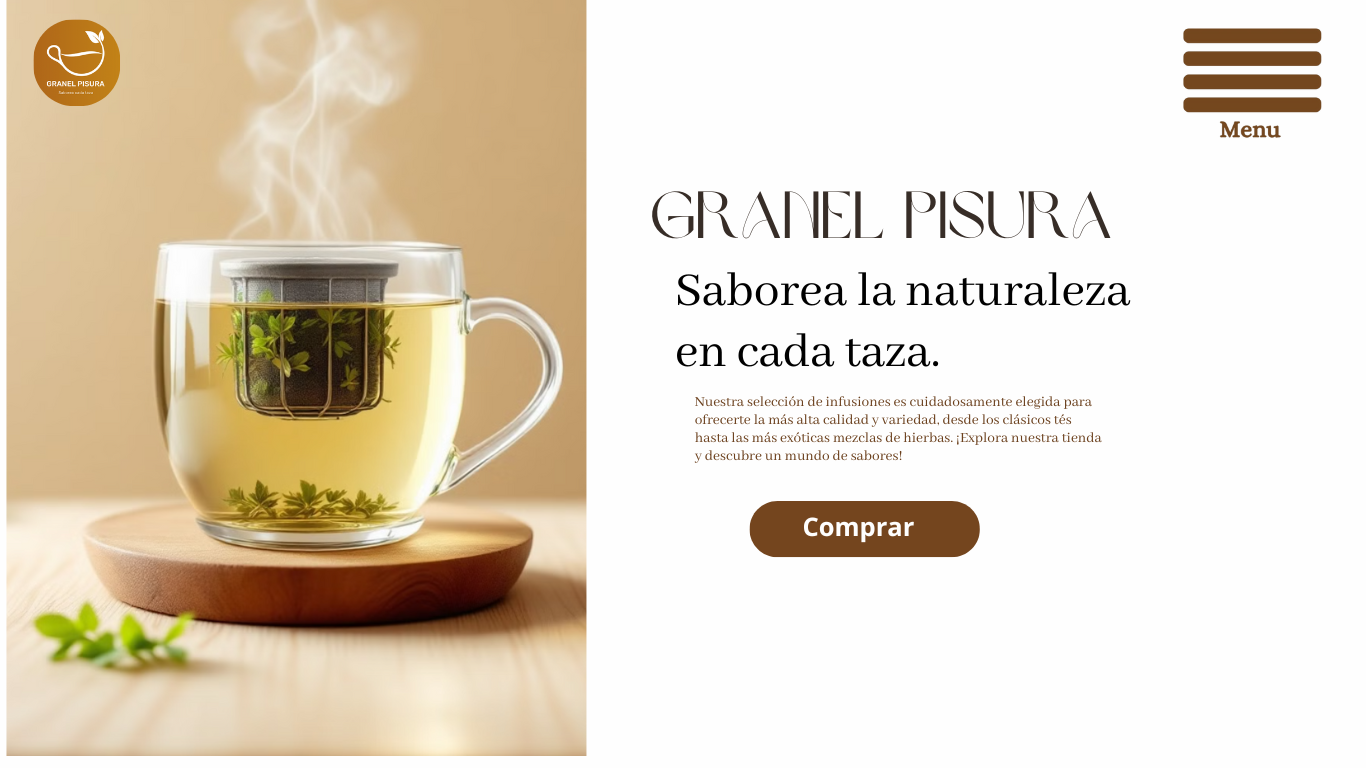 GRANEL PISURA
Menu
GRANEL PISURA
Saborea la naturaleza
en cada taza.
Nuestra selección de infusiones es cuidadosamente elegida para
ofrecerte la más alta calidad y variedad, desde los clásicos tés
hasta las más exóticas mezclas de hierbas. ¡Explora nuestra tienda
y descubre un mundo de sabores!
Comprar